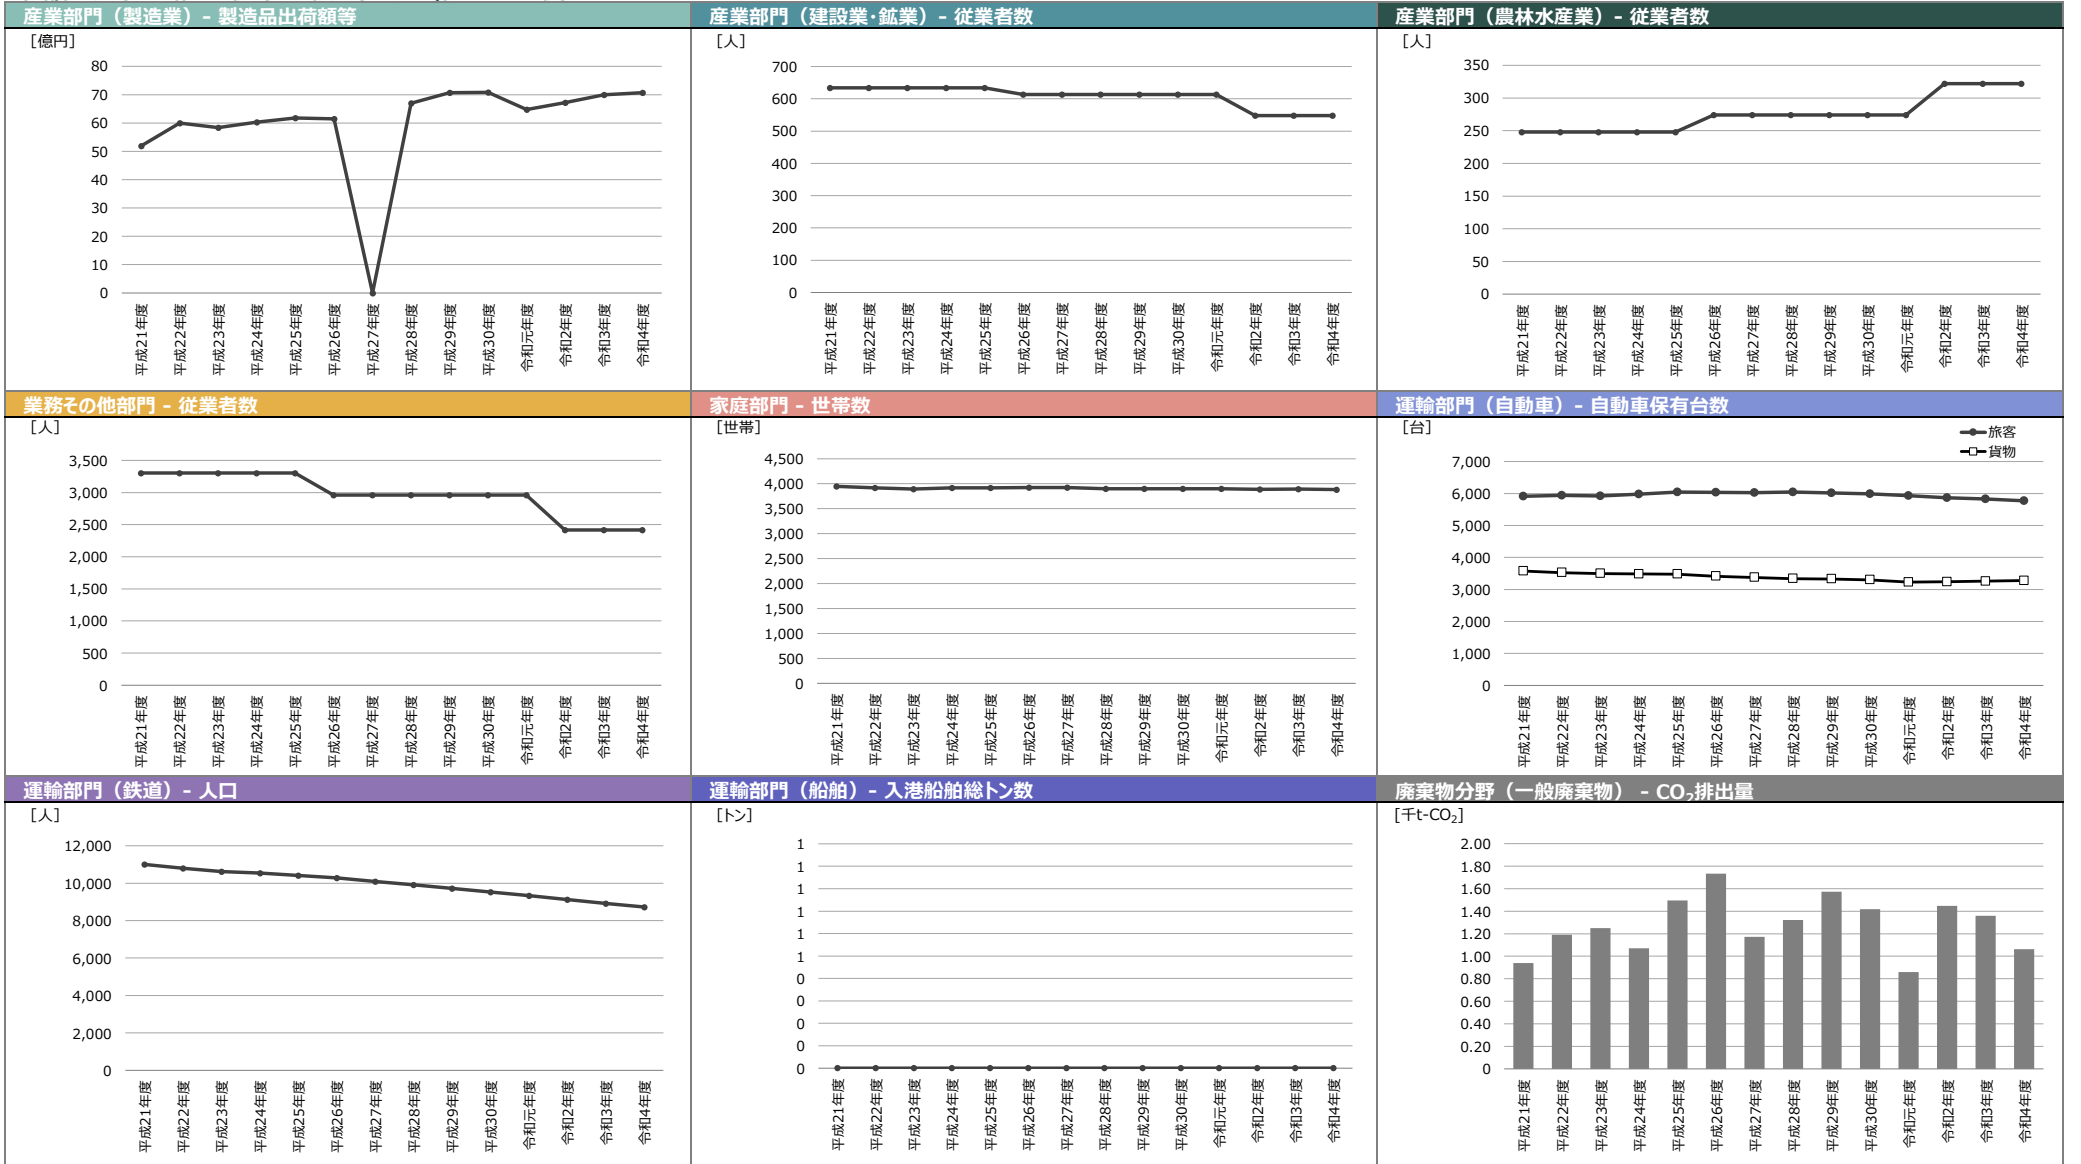 産業部門（製造業）- 製造品出荷額等
[億円]
80
70
60
50
40
30
20
10
0
平成21年度 平成22年度 平成23年度 平成24年度 平成25年度 平成26年度 平成27年度 平成28年度 平成29年度 平成30年度 令和元年度 令和2年度 令和3年度 令和4年度
産業部門（建設業･鉱業）- 従業者数
[人]
700
600
500
400
300
200
100
0
平成21年度 平成22年度 平成23年度 平成24年度 平成25年度 平成26年度 平成27年度 平成28年度 平成29年度 平成30年度 令和元年度 令和2年度 令和3年度 令和4年度
産業部門（農林水産業）- 従業者数
[人]
350
300
250
200
150
100
50
0
平成21年度 平成22年度 平成23年度 平成24年度 平成25年度 平成26年度 平成27年度 平成28年度 平成29年度 平成30年度 令和元年度 令和2年度 令和3年度 令和4年度
業務その他部門 - 従業者数
[人]
3,500
3,000
2,500
2,000
1,500
1,000
500
0
平成21年度 平成22年度 平成23年度 平成24年度 平成25年度 平成26年度 平成27年度 平成28年度 平成29年度 平成30年度 令和元年度 令和2年度 令和3年度 令和4年度
家庭部門 - 世帯数
[世帯]
4,500
4,000
3,500
3,000
2,500
2,000
1,500
1,000
500
0
平成21年度 平成22年度 平成23年度 平成24年度 平成25年度 平成26年度 平成27年度 平成28年度 平成29年度 平成30年度 令和元年度 令和2年度 令和3年度 令和4年度
運輸部門（自動車）- 自動車保有台数
[台]
旅客
貨物
7,000
6,000
5,000
4,000
3,000
2,000
1,000
0
平成21年度 平成22年度 平成23年度 平成24年度 平成25年度 平成26年度 平成27年度 平成28年度 平成29年度 平成30年度 令和元年度 令和2年度 令和3年度 令和4年度
運輸部門（鉄道）- 人口
[人]
12,000
10,000
8,000
6,000
4,000
2,000
0
平成21年度 平成22年度 平成23年度 平成24年度 平成25年度 平成26年度 平成27年度 平成28年度 平成29年度 平成30年度 令和元年度 令和2年度 令和3年度 令和4年度
運輸部門（船舶）- 入港船舶総トン数
[トン]
1
1
1
1
1
1
0
0
0
0
0
平成21年度 平成22年度 平成23年度 平成24年度 平成25年度 平成26年度 平成27年度 平成28年度 平成29年度 平成30年度 令和元年度 令和2年度 令和3年度 令和4年度
廃棄物分野（一般廃棄物） - CO₂排出量
[千t-CO₂]
2.00
1.80
1.60
1.40
1.20
1.00
0.80
0.60
0.40
0.20
0
平成21年度 平成22年度 平成23年度 平成24年度 平成25年度 平成26年度 平成27年度 平成28年度 平成29年度 平成30年度 令和元年度 令和2年度 令和3年度 令和4年度